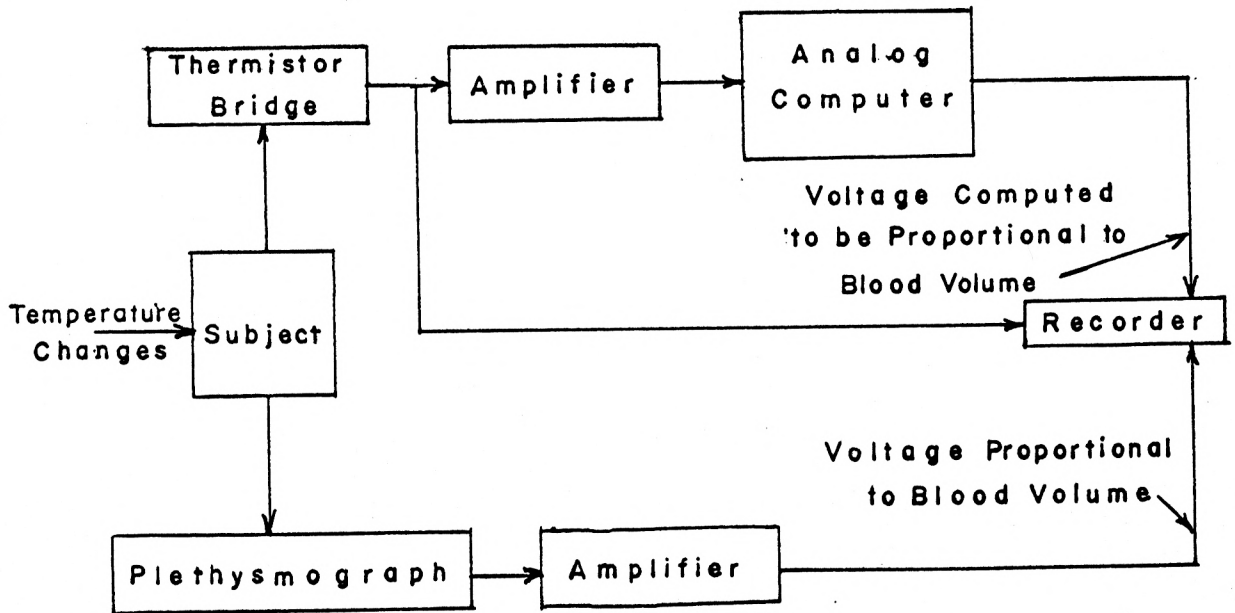 Thermistor
Bridge
Amplifier
Analog
Computer
Voltage Computed
to be Proportional to
Blood Volume
Temperature
Changes
Subject
Recorder
Voltage Proportional
to Blood Volume
Plethysmograph
Amplifier